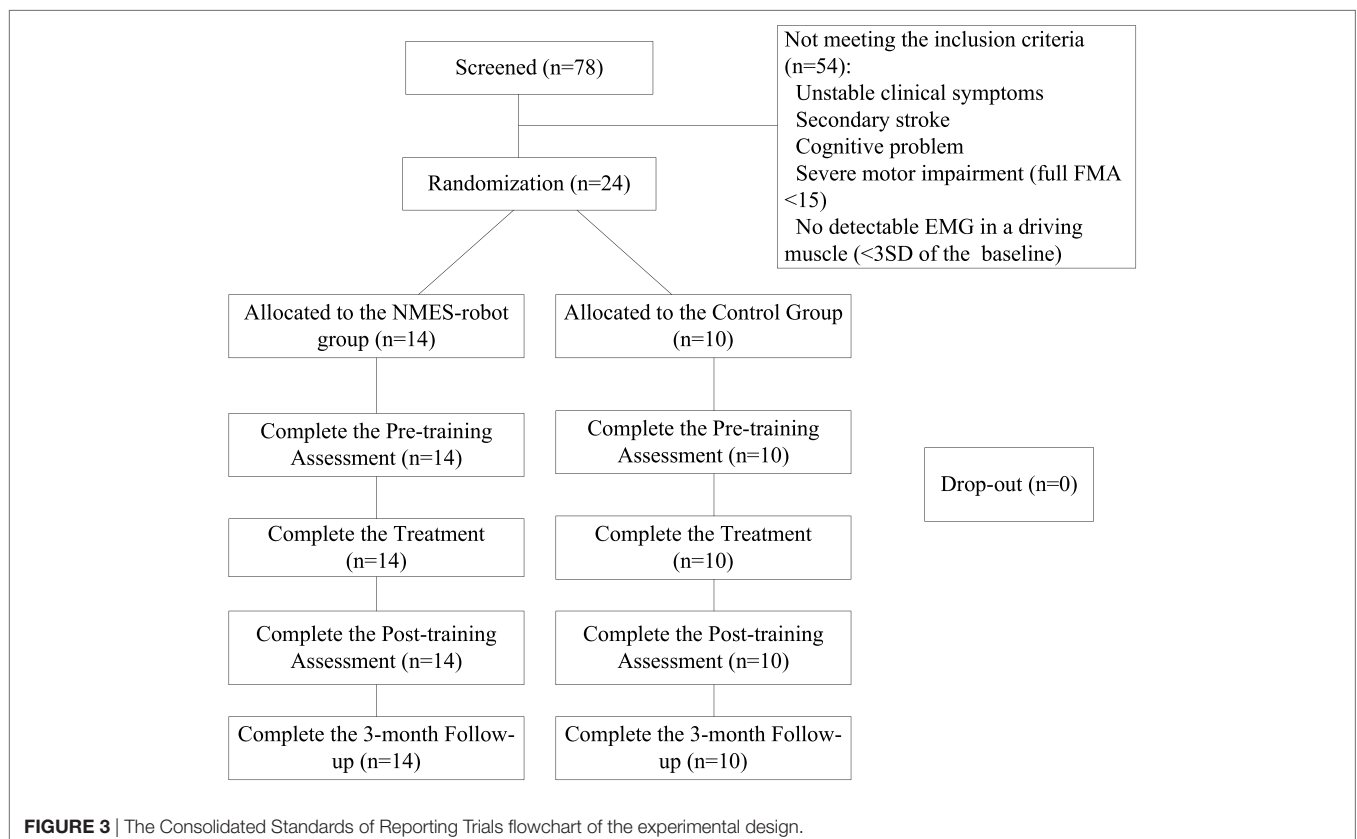 Screened (n=78)
Not meeting the inclusion criteria
(n=54):
Unstable clinical symptoms
Secondary stroke
Cognitive problem
Severe motor impairment (full FMA
<15)
No detectable EMG in a driving
muscle (<3SD of the baseline)
Randomization (n=24)
Allocated to the NMES-robot
group (n=14)
Allocated to the Control Group
(n=10)
Complete the Pre-training
Assessment (n=14)
Complete the Pre-training
Assessment (n=10)
Drop-out (n=0)
Complete the Treatment
(n=14)
Complete the Treatment
(n=10)
Complete the Post-training
Assessment (n=14)
Complete the Post-training
Assessment (n=10)
Complete the 3-month Follow-
up (n=14)
Complete the 3-month Follow-
up (n=10)
FIGURE 3 | The Consolidated Standards of Reporting Trials flowchart of the experimental design.